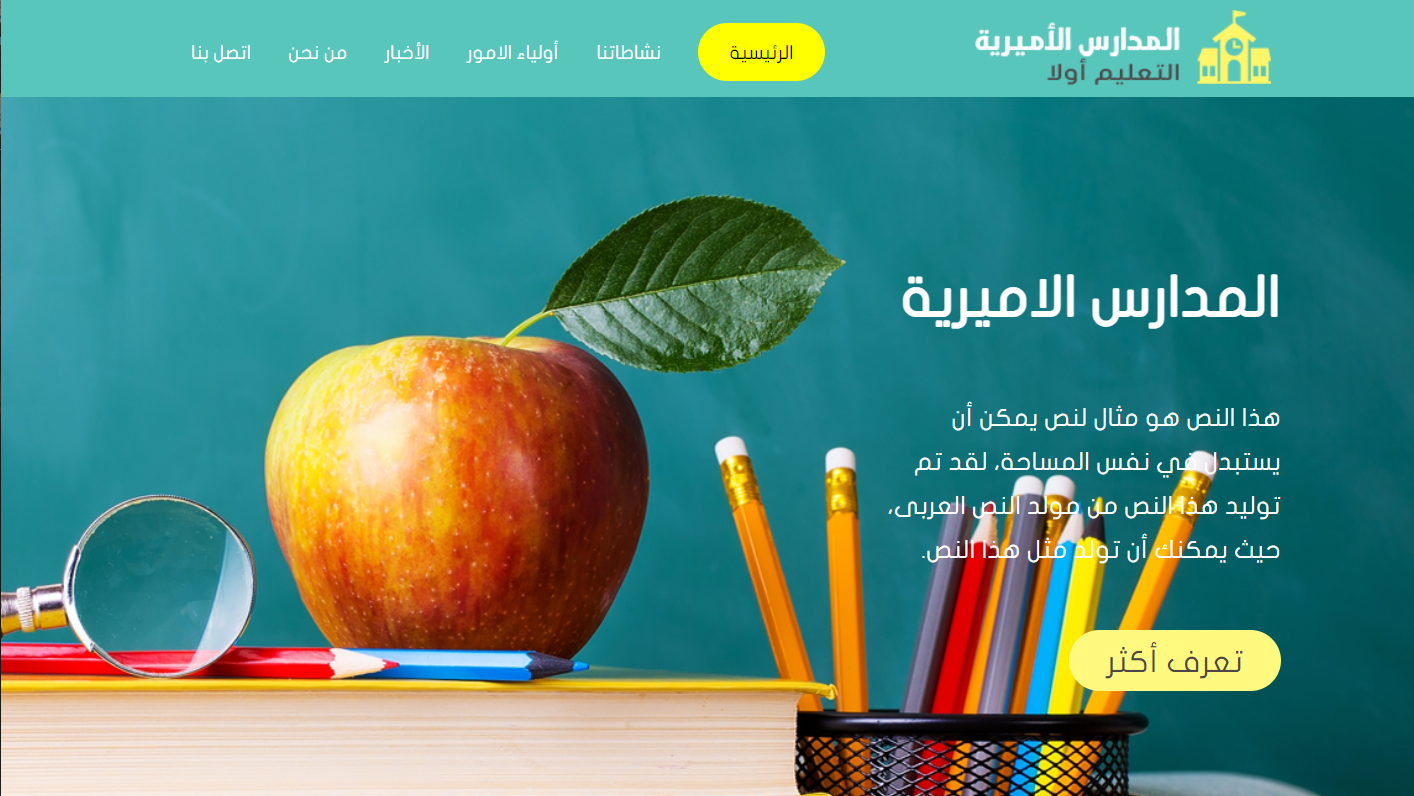 المدارس الأميرية
التعليم أولا
الرئيسية
نشاطاتنا
أولياء الامور
الأخبار
من نحن
اتصل بنا
المدارس الاميرية
هذا النص هو مثال لنص يمكن أن
يستبدل في نفس المساحة، لقد تم
توليد هذا النص من مولد النص العربى،
حيث يمكنك أن تولد مثل هذا النص.
تعرف أكثر